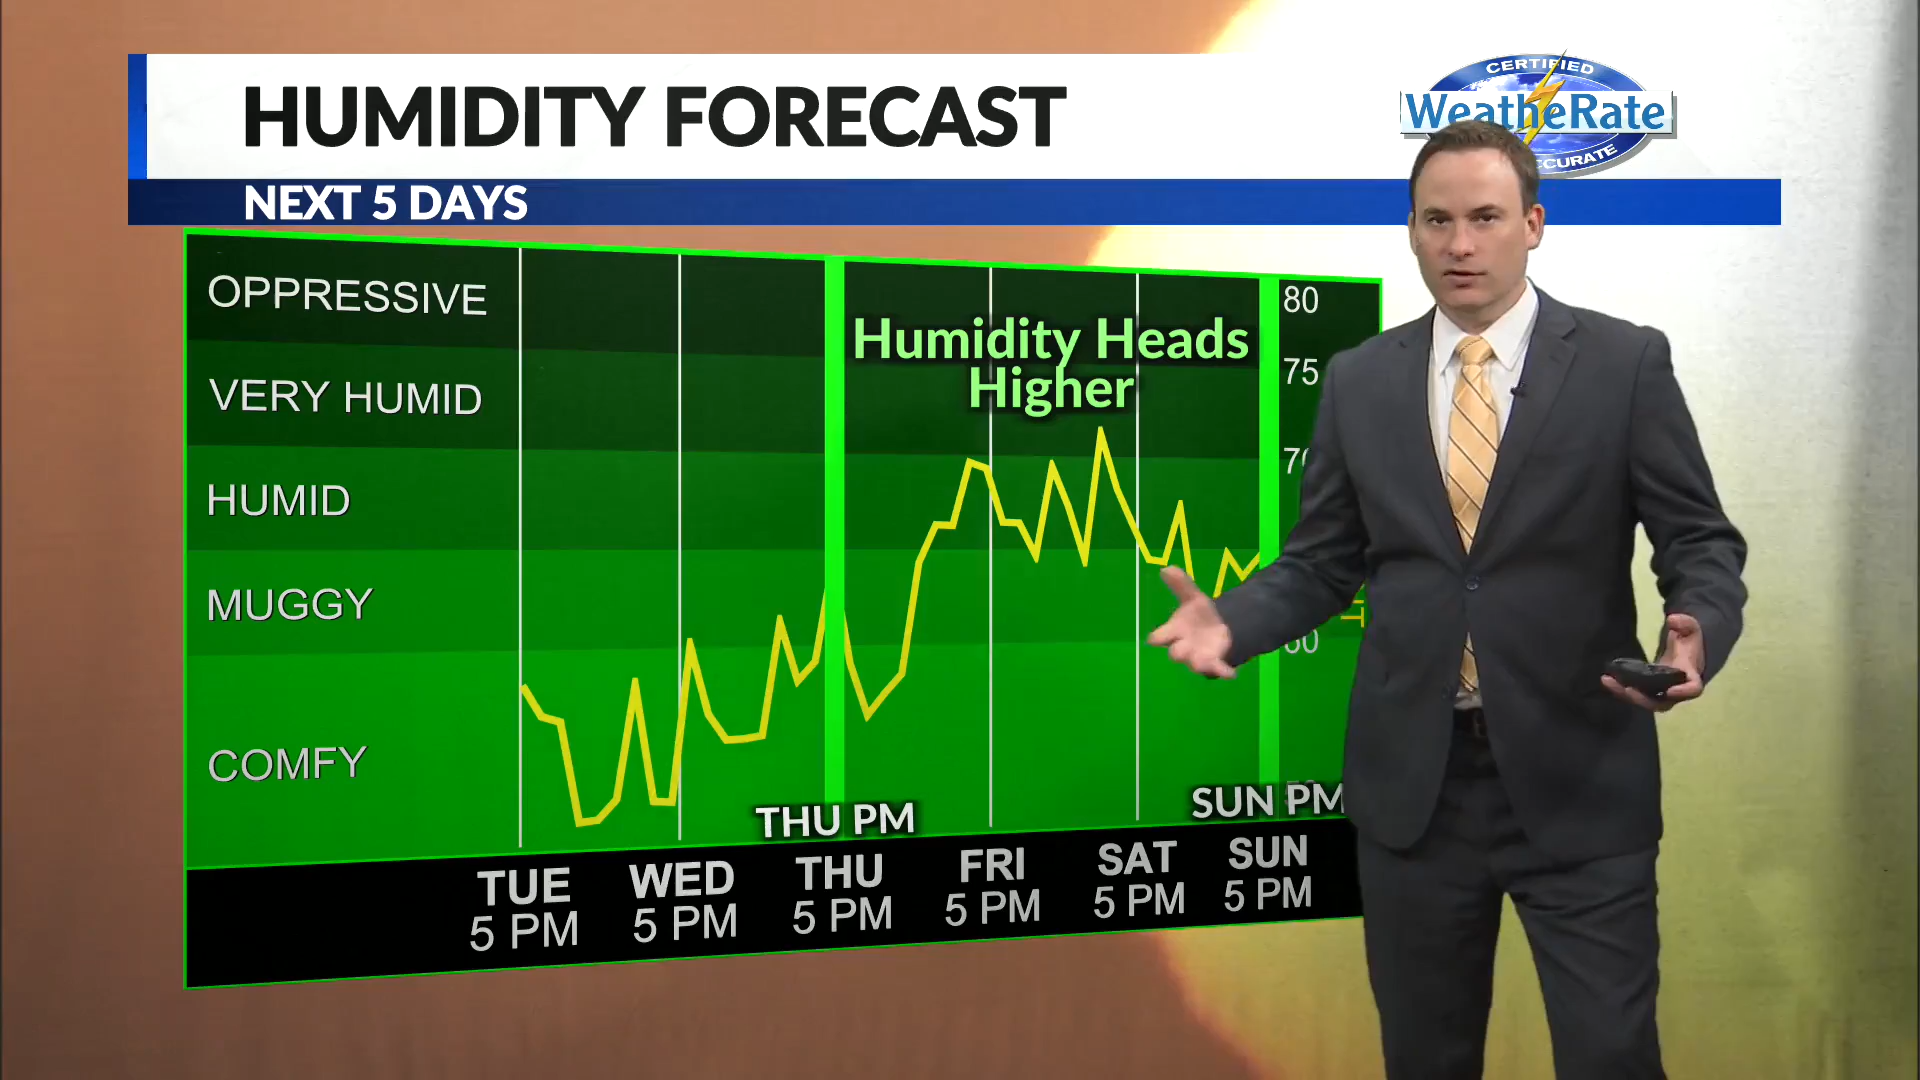 HUMIDITY FORECAST
NEXT 5 DAYS
CERTIFIED
WeatheRate
OPPRESSIVE
VERY HUMID
HUMID
MUGGY
COMFY
Humidity Heads
Higher
80
75
THU PM
SUN PM
TUE
5 PM
WED
5 PM
THU
5 PM
FRI
5 PM
SAT
5 PM
SUN
5 PM